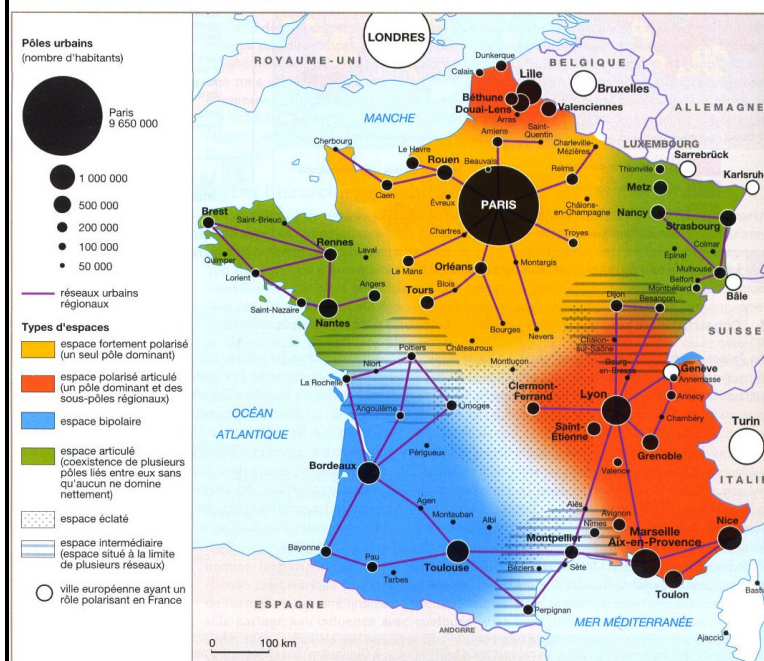 Pôles urbains
(nombre d'habitants)
Paris
9 650 000
1 000 000
500 000
200 000
100 000
50 000
réseaux urbains
régionaux
Types d'espaces
espace fortement polarisé
(un seul pôle dominant)
espace polarisé articulé
(un pôle dominant et des
sous-pôles régionaux)
espace bipolaire
espace articulé
(coexistence de plusieurs
pôles liés entre eux sans
qu'aucun ne domine
nettement)
espace éclaté
espace intermédiaire
(espace situé à la limite
de plusieurs réseaux)
ville européenne ayant un
rôle polarisant en France
LONDRES
ROYAUME-UNI
Dunkerque
BELGIQUE
Calais
Lille
Bruxelles
Béthune
Douai-Lens
Valenciennes
ALLEMAGNE
MANCHE
Arras
Amiens
Saint-
Quentin
Cherbourg
Charleville-
Mézières
LUXEMBOURG
Le Havre
Rouen
Beauvais
Reims
Thionville
Sarrebrück
Metz
Karlsruh
Caen
Évreux
PARIS
Châlons-
en-Champagne
Nancy
Strasbourg
Brest
Saint-Brieuc
Rennes
Chartres
Troyes
Quimper
Laval
Le Mans
Orléans
Montargis
Épinal
Colmar
Lorient
Angers
Tours
Blois
Mulhouse
Belfort
Montbéliard
Bâle
Saint-Nazaire
Nantes
Bourges
Nevers
Dijon
Besançon
SUISSE
Châteauroux
Chalon-
sur-Saône
Poitiers
Niort
Montluçon
Bourg-
en-Bresse
Genève
Annemasse
La Rochelle
Clermont-
Ferrand
Lyon
Annecy
OCÉAN
ATLANTIQUE
Angoulême
Limoges
Saint-
Étienne
Chambéry
Turin
Périgueux
Grenoble
Bordeaux
Valence
ITALIE
Agen
Montauban
Albi
Alès
Avignon
Nîmes
Bayonne
Pau
Tarbes
Toulouse
Montpellier
Marseille
Aix-en-Provence
Nice
Béziers
Sète
Toulon
Perpignan
ESPAGNE
ANDORRE
MER MÉDITERRANÉE
Bast
Ajaccio
0
100 km